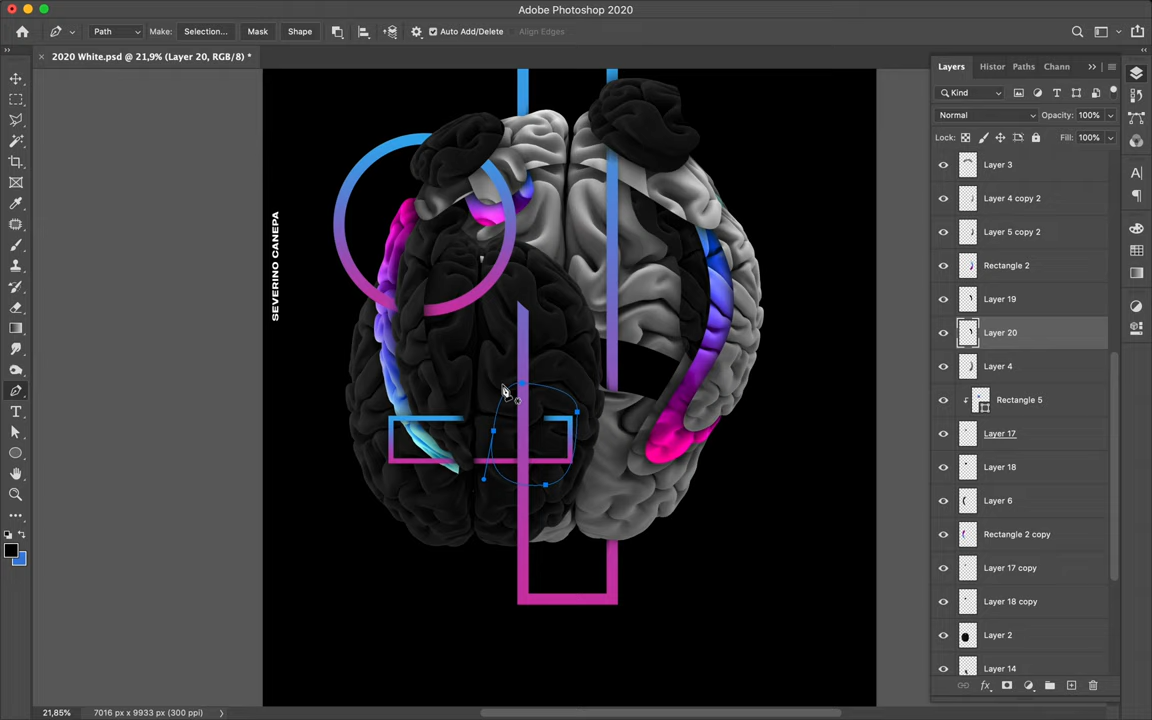 Adobe Photoshop 2020
Path
Make:
Selection...
Mask
Shape
Auto Add/Delete
Align Edges
2020 White.psd @ 21,9% (Layer 20, RGB/8) *
Layers
Histor
Paths
Chann
Kind
Normal
Opacity: 100%
Lock:
Fill: 100%
Layer 3
Layer 4 copy 2
Layer 5 copy 2
Rectangle 2
Layer 19
Layer 20
Layer 4
Rectangle 5
Layer 17
Layer 18
Layer 6
Rectangle 2 copy
Layer 17 copy
Layer 18 copy
Layer 2
Layer 14
SEVERINO CANEPA
21,85%
7016 px x 9933 px (300 ppi)